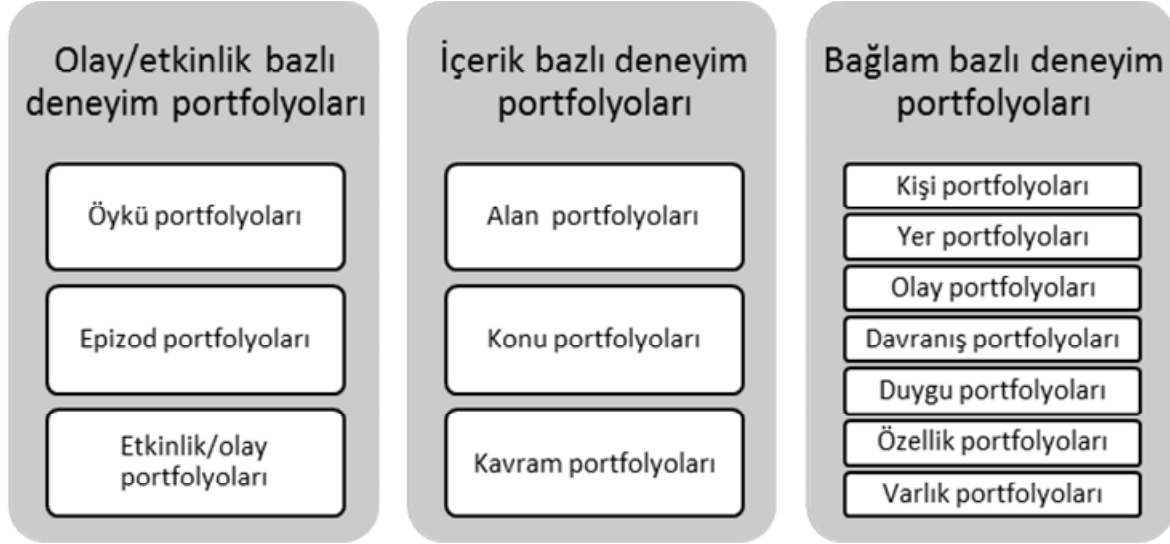 Olay/etkinlik bazlı
deneyim portfolyoları
Öykü portfolyoları
Epizod portfolyoları
Etkinlik/olay
portfolyoları
İçerik bazlı deneyim
portfolyoları
Alan portfolyoları
Konu portfolyoları
Kavram portfolyoları
Bağlam bazlı deneyim
portfolyoları
Kişi portfolyoları
Yer portfolyoları
Olay portfolyoları
Davranış portfolyoları
Duygu portfolyoları
Özellik portfolyoları
Varlık portfolyoları